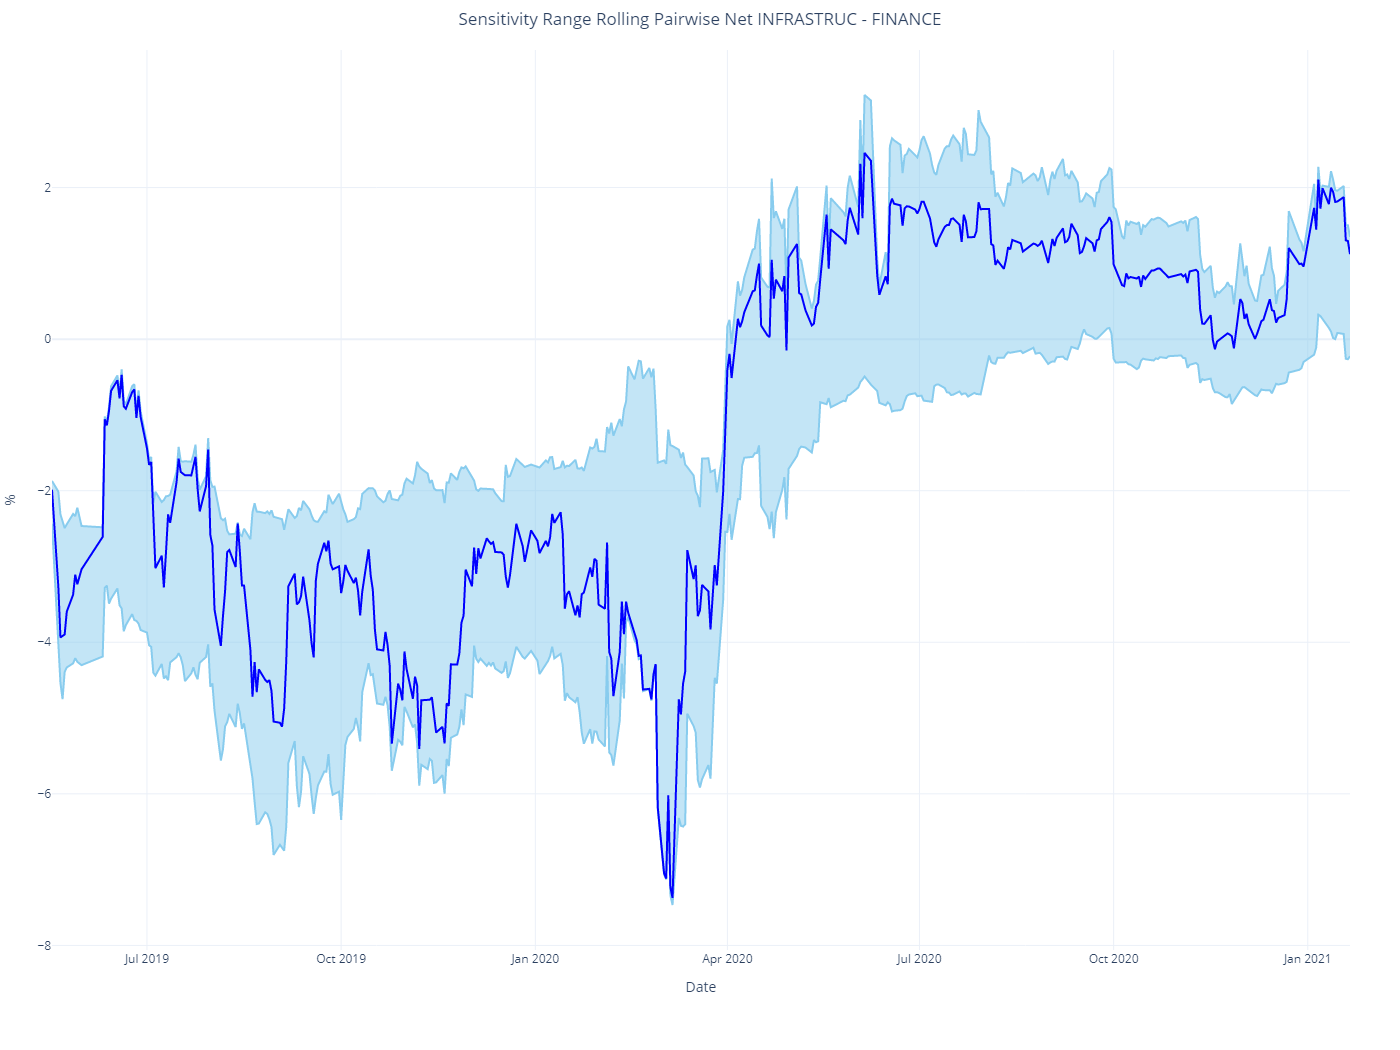 Sensitivity Range Rolling Pairwise Net INFRASTRUC - FINANCE
2
0
−2
−4
−6
−8
%
Jul 2019
Oct 2019
Jan 2020
Apr 2020
Jul 2020
Oct 2020
Jan 2021
Date